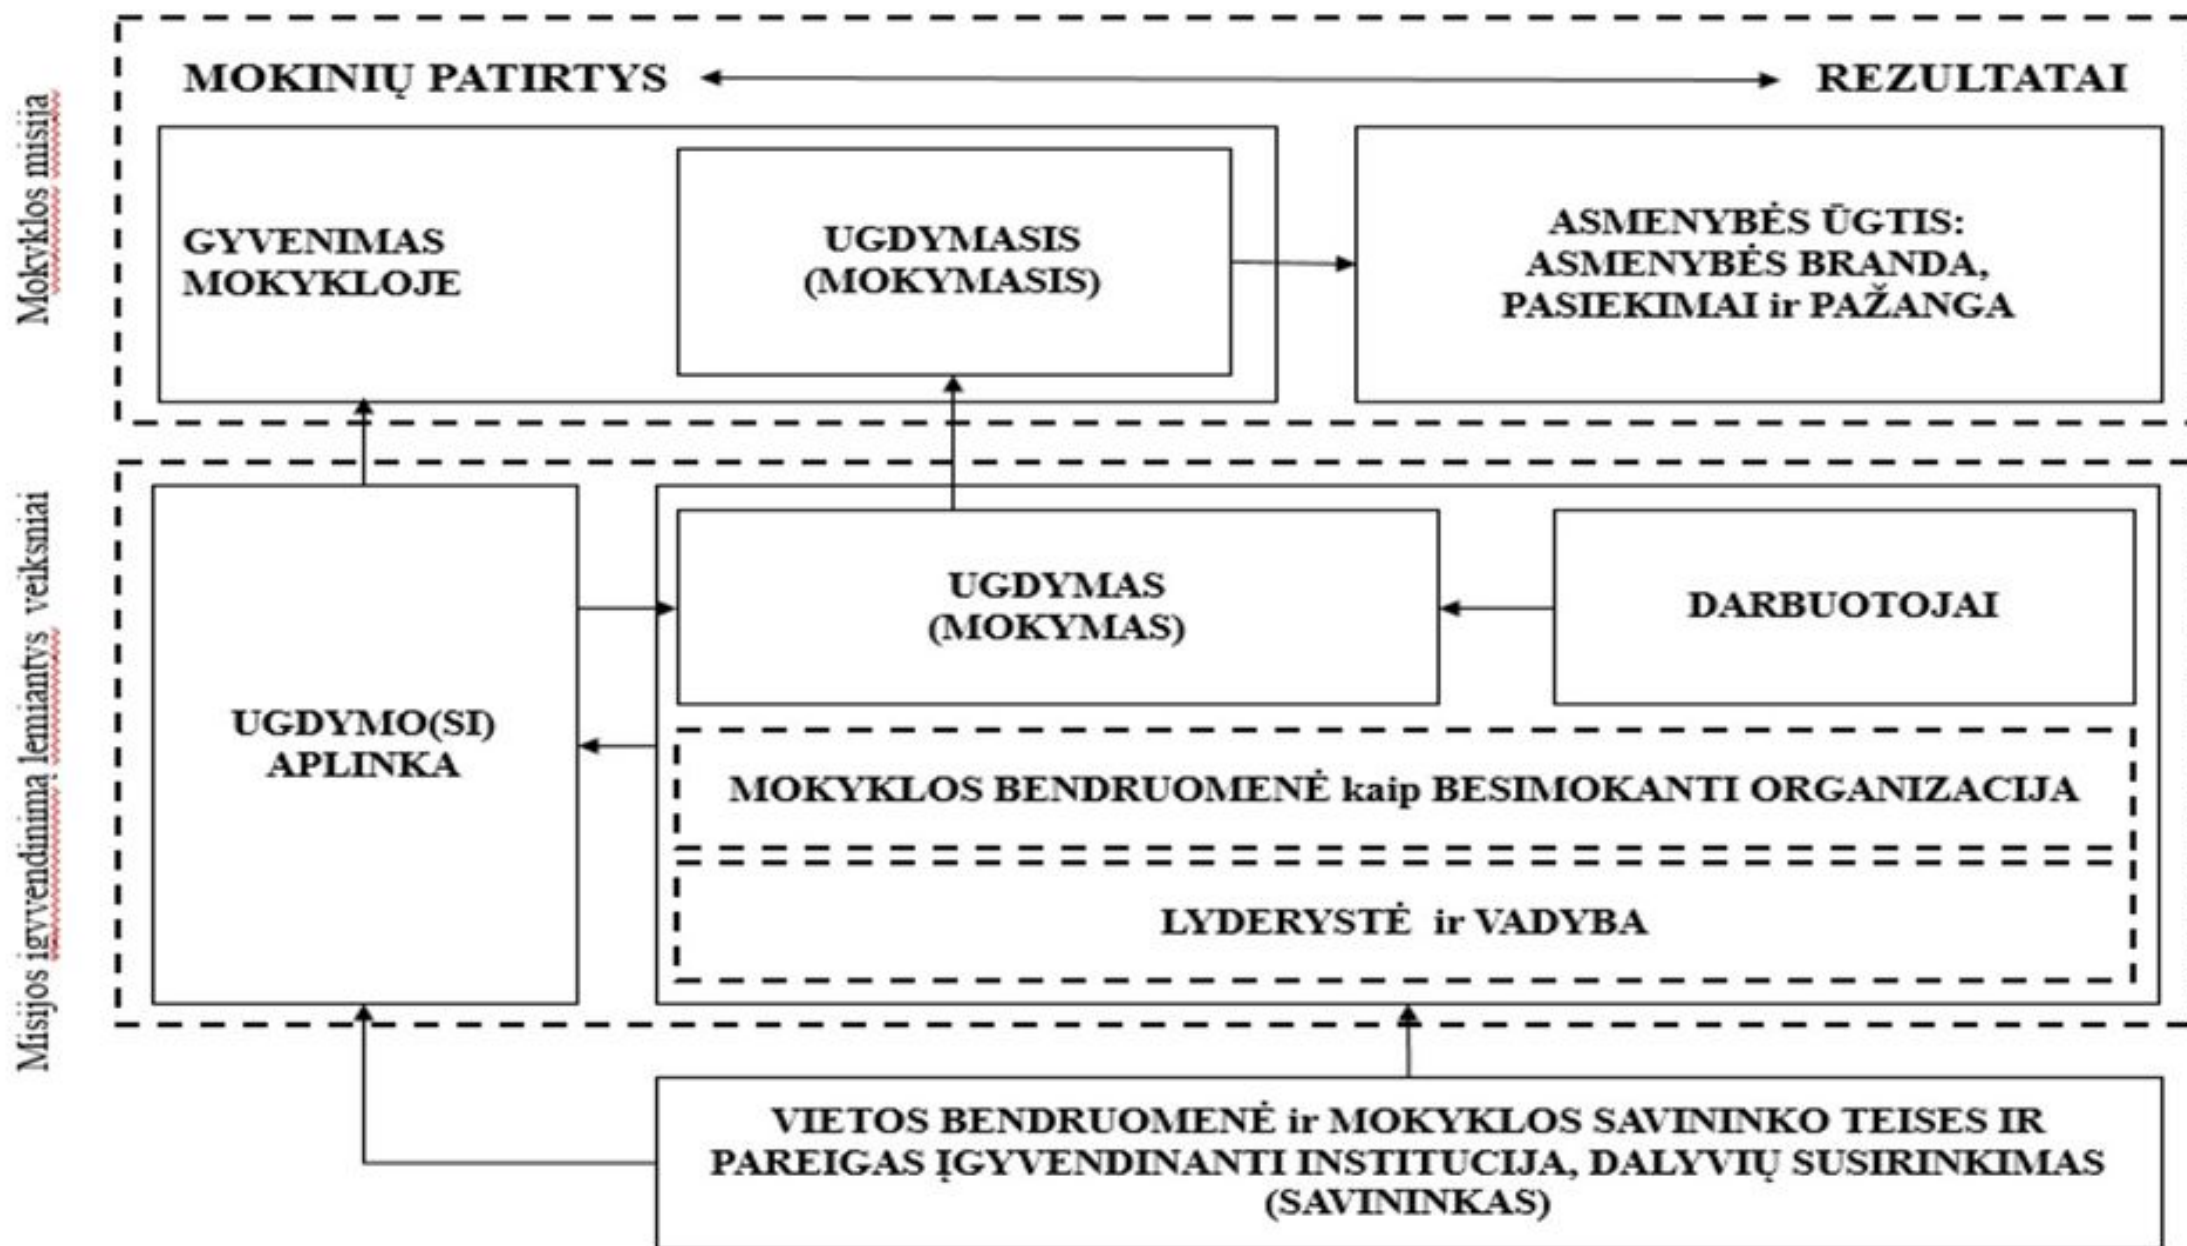 Mokyklos misija
MOKINIŲ PATIRTYS
REZULTATAI
GYVENIMAS
MOKYKLOJE
UGDYMASIS
(MOKYMASIS)
ASMENYBĖS ŪGTIS:
ASMENYBĖS BRANDA,
PASIEKIMAI ir PAŽANGA
Misijos įgyvendinima lemiantys veiksniai
UGDYMO(SI)
APLINKA
UGDYMAS
(MOKYMAS)
DARBUOTOJAI
MOKYKLOS BENDRUOMENĖ kaip BESIMOKANTI ORGANIZACIJA
LYDERYSTĖ ir VADYBA
VIETOS BENDRUOMENĖ ir MOKYKLOS SAVININKO TEISES IR
PAREIGAS ĮGYVENDINANTI INSTITUCIJA, DALYVIŲ SUSIRINKIMAS
(SAVININKAS)